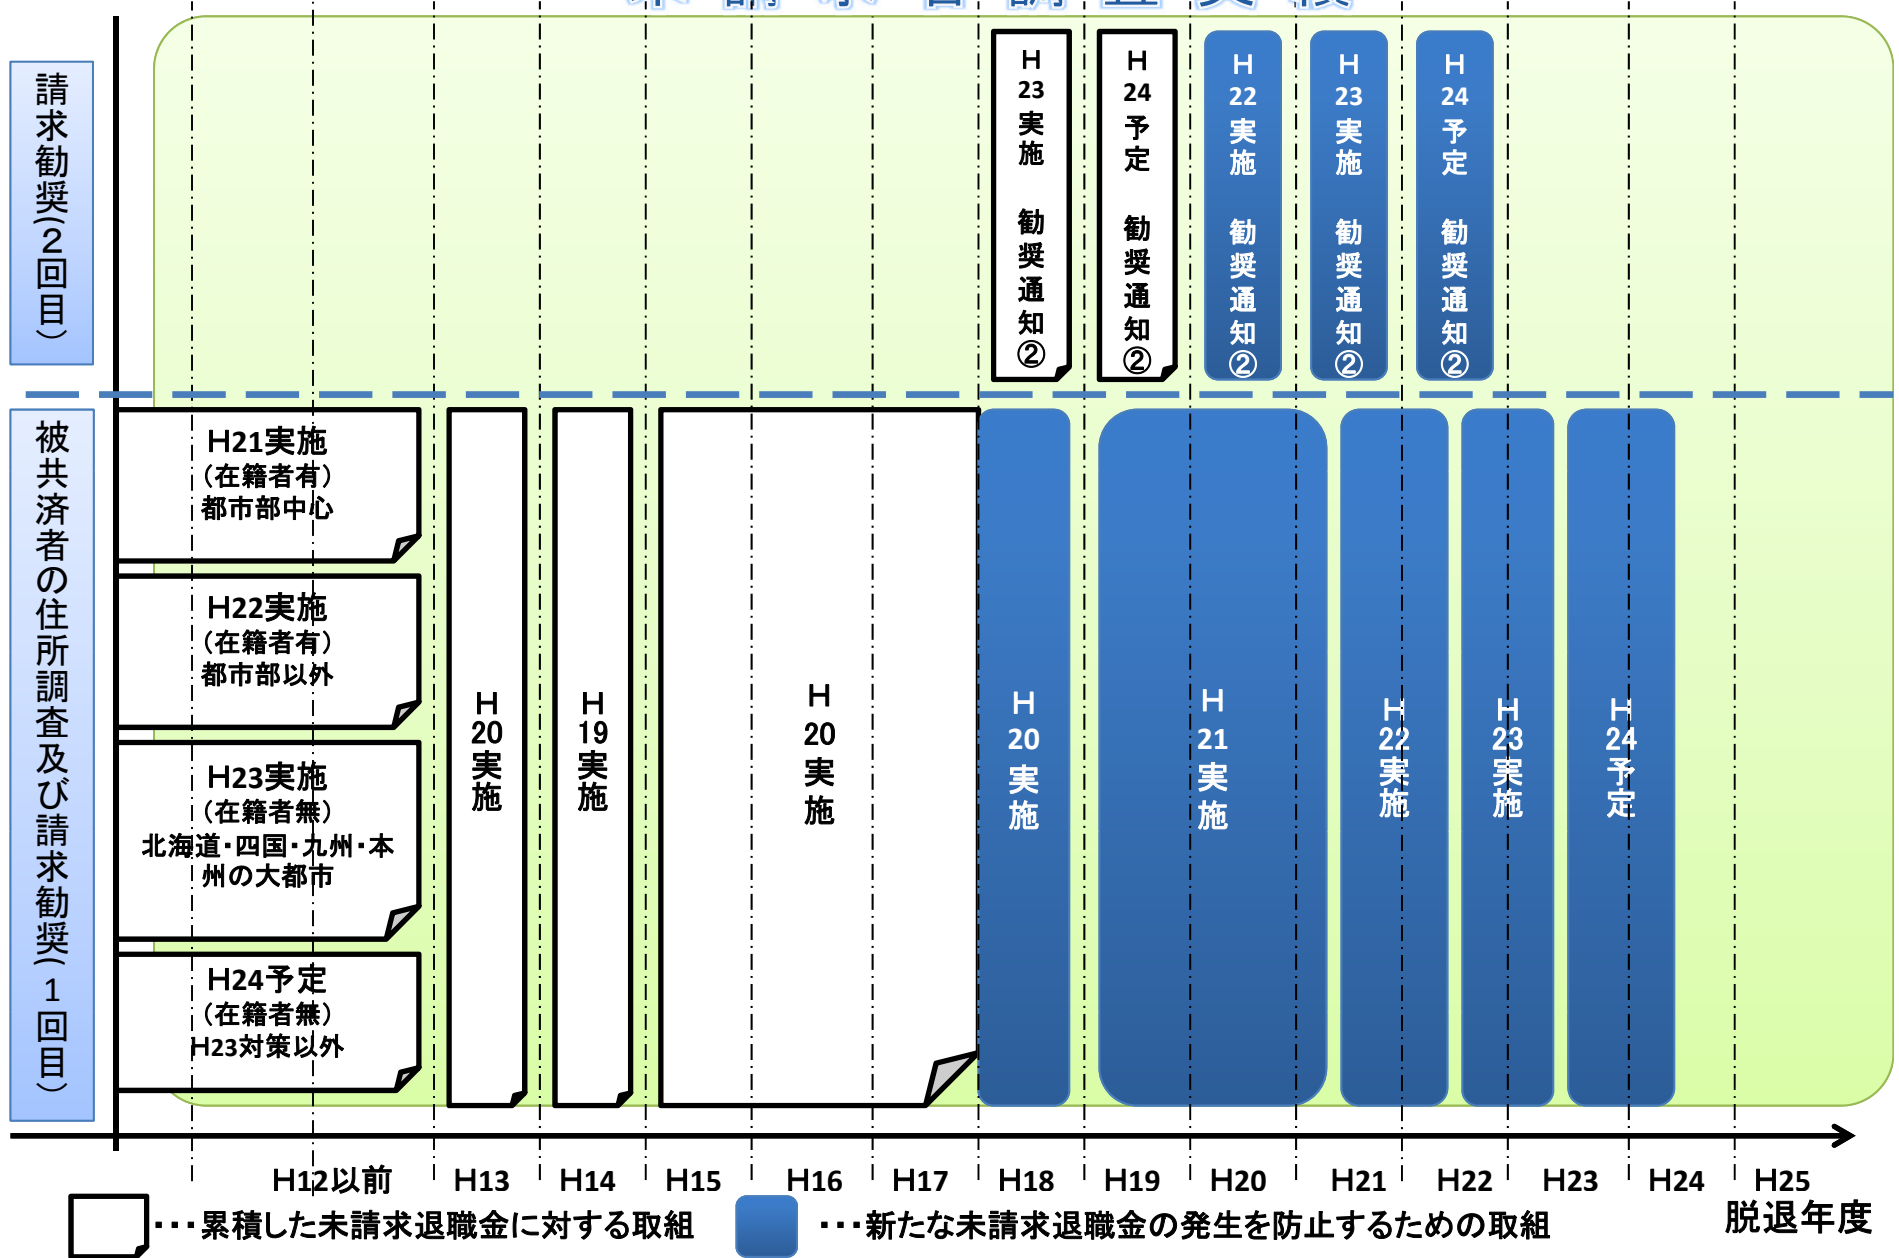 未請求者調査実績
請求勧奨(２回目)
H23実施 勧奨通知②
H24予定 勧奨通知②
H22実施 勧奨通知②
H23実施 勧奨通知②
H24予定 勧奨通知②
被共済者の住所調査及び請求勧奨(1回目)
H21実施
(在籍者有)
都市部中心
H22実施
(在籍者有)
都市部以外
H23実施
(在籍者無)
北海道・四国・九州・本
州の大都市
H24予定
(在籍者無)
H23対策以外
H20実施
H19実施
H20実施
H20実施
H21実施
H22実施
H23実施
H24予定
H12以前 H13 H14 H15 H16 H17 H18 H19 H20 H21 H22 H23 H24 H25
脱退年度
・・・累積した未請求退職金に対する取組
・・・新たな未請求退職金の発生を防止するための取組